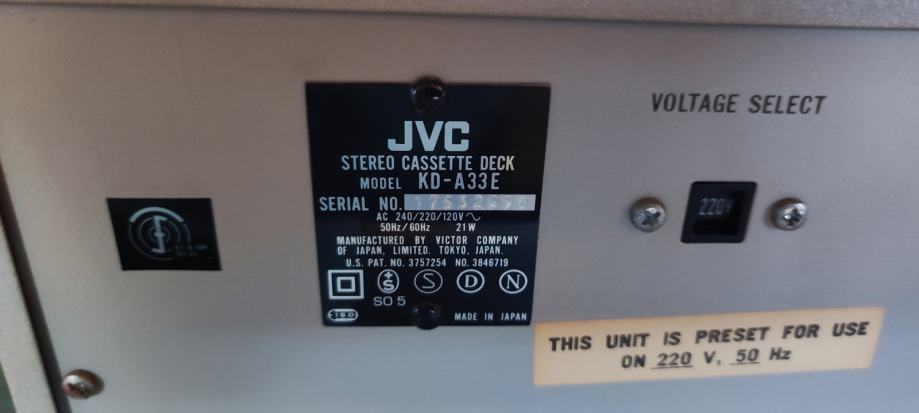 JVC
STEREO CASSETTE DECK
MODEL KD-A33E
SERIAL NO.
AC 240/220/120V~
50Hz/60Hz 21W
MANUFACTURED BY VICTOR COMPANY
OF JAPAN, LIMITED. TOKYO, JAPAN.
U.S. PAT. NO. 3757254 NO. 3846719
S S D N
SO 5
MADE IN JAPAN
VOLTAGE SELECT
220V
THIS UNIT IS PRESET FOR USE
ON 220 V, 50 Hz